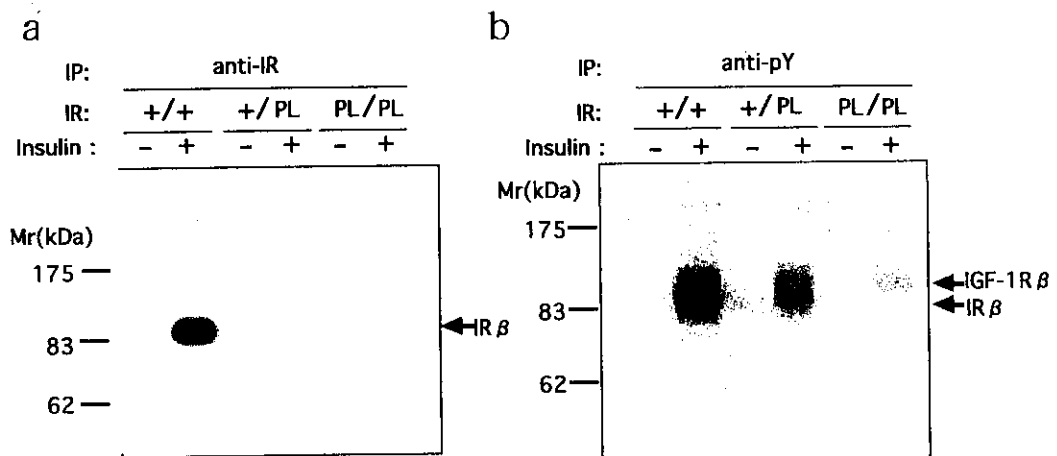 a
IP: anti-IR
IR: +/+ +/PL PL/PL
Insulin : - + - + - +
Mr(kDa)
175
83
62
IRβ
b
IP: anti-pY
IR: +/+ +/PL PL/PL
Insulin : - + - + - +
Mr(kDa)
175
83
62
IGF-1Rβ
IRβ